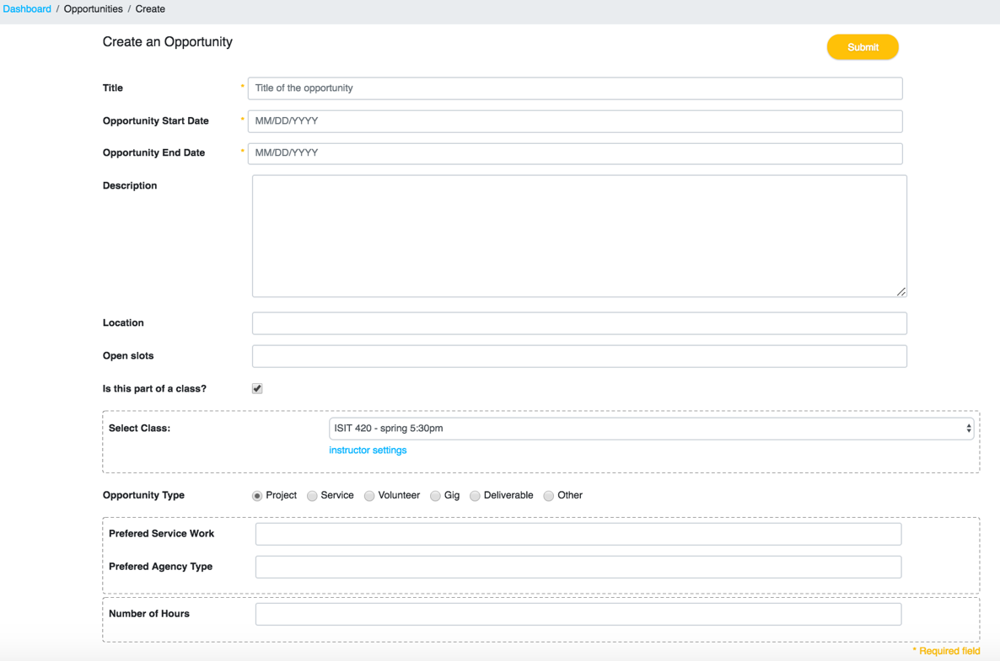 Dashboard / Opportunities / Create
Create an Opportunity
Submit
Title * Title of the opportunity
Opportunity Start Date * MM/DD/YYYY
Opportunity End Date * MM/DD/YYYY
Description
Location
Open slots
Is this part of a class?
Select Class: ISIT 420 - spring 5:30pm
instructor settings
Opportunity Type Project Service Volunteer Gig Deliverable Other
Prefered Service Work
Prefered Agency Type
Number of Hours
* Required field